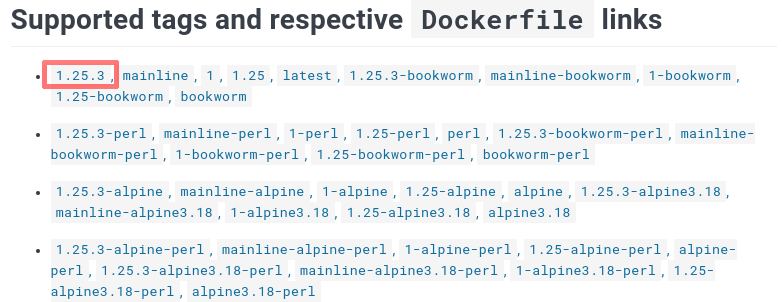 Supported tags and respective Dockerfile links
• 1.25.3, mainline, 1, 1.25, latest, 1.25.3-bookworm, mainline-bookworm, 1-bookworm,
1.25-bookworm, bookworm
• 1.25.3-perl, mainline-perl, 1-perl, 1.25-perl, perl, 1.25.3-bookworm-perl, mainline-
bookworm-perl, 1-bookworm-perl, 1.25-bookworm-perl, bookworm-perl
• 1.25.3-alpine, mainline-alpine, 1-alpine, 1.25-alpine, alpine, 1.25.3-alpine3.18,
mainline-alpine3.18, 1-alpine3.18, 1.25-alpine3.18, alpine3.18
• 1.25.3-alpine-perl, mainline-alpine-perl, 1-alpine-perl, 1.25-alpine-perl, alpine-
perl, 1.25.3-alpine3.18-perl, mainline-alpine3.18-perl, 1-alpine3.18-perl, 1.25-
alpine3.18-perl, alpine3.18-perl